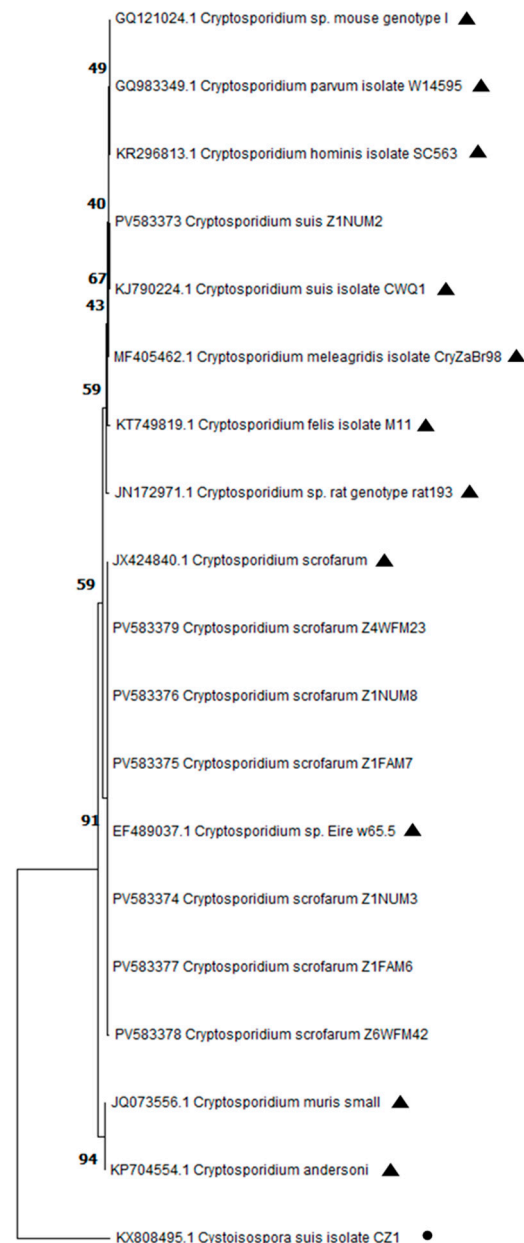 GQ121024.1 Cryptosporidium sp. mouse genotype I
49
GQ983349.1 Cryptosporidium parvum isolate W14595
KR296813.1 Cryptosporidium hominis isolate SC563
40
PV583373 Cryptosporidium suis Z1NUM2
67
KJ790224.1 Cryptosporidium suis isolate CWQ1
43
MF405462.1 Cryptosporidium meleagridis isolate CryZaBr98
59
KT749819.1 Cryptosporidium felis isolate M11
JN172971.1 Cryptosporidium sp. rat genotype rat193
JX424840.1 Cryptosporidium scrofarum
59
PV583379 Cryptosporidium scrofarum Z4WFM23
PV583376 Cryptosporidium scrofarum Z1NUM8
PV583375 Cryptosporidium scrofarum Z1FAM7
91
EF489037.1 Cryptosporidium sp. Eire w65.5
PV583374 Cryptosporidium scrofarum Z1NUM3
PV583377 Cryptosporidium scrofarum Z1FAM6
PV583378 Cryptosporidium scrofarum Z6WFM42
JQ073556.1 Cryptosporidium muris small
94
KP704554.1 Cryptosporidium andersoni
KX808495.1 Cystoisospora suis isolate CZ1